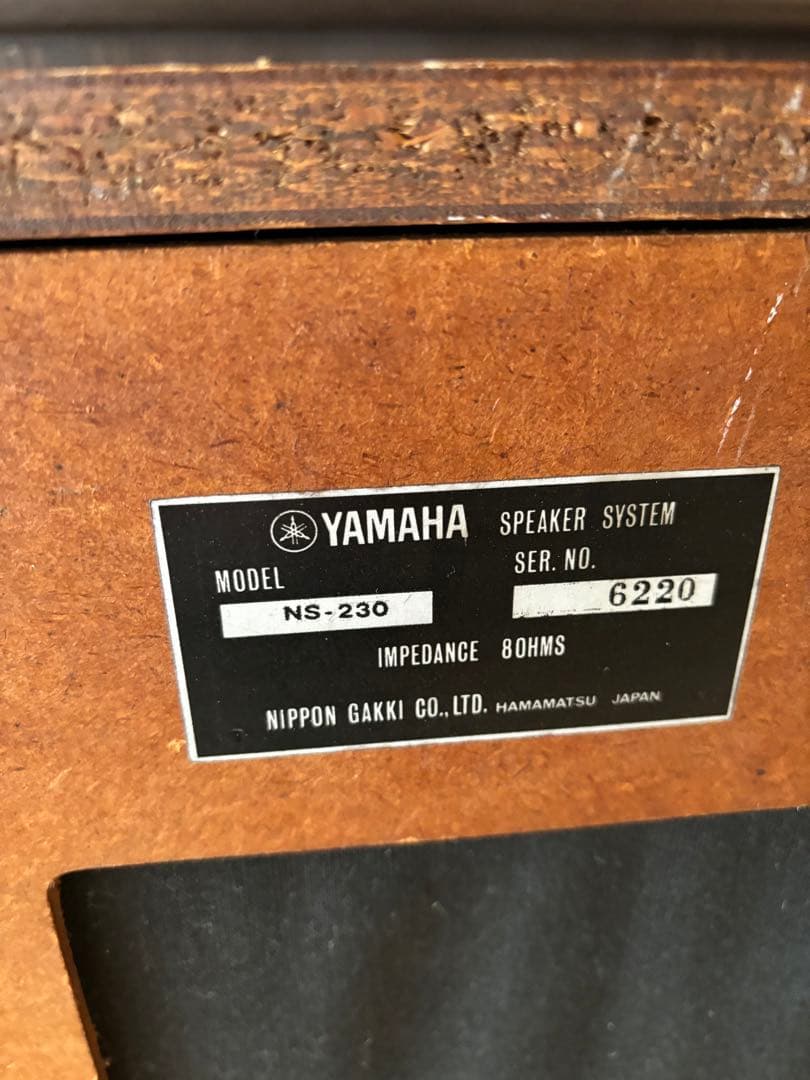 YAMAHA SPEAKER SYSTEM
MODEL SER. NO.
NS-230 6220
IMPEDANCE 8OHMS
NIPPON GAKKI CO., LTD. HAMAMATSU JAPAN